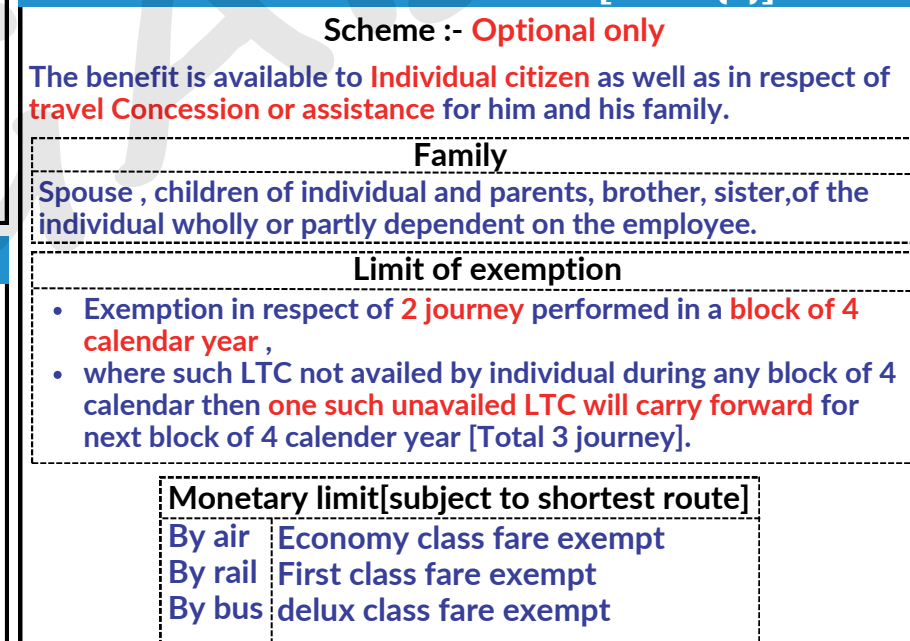 Scheme :- Optional only
The benefit is available to Individual citizen as well as in respect of
travel Concession or assistance for him and his family.
Family
Spouse , children of individual and parents, brother, sister,of the
individual wholly or partly dependent on the employee.
Limit of exemption
• Exemption in respect of 2 journey performed in a block of 4
calendar year ,
• where such LTC not availed by individual during any block of 4
calendar then one such unavailed LTC will carry forward for
next block of 4 calender year [Total 3 journey].
Monetary limit[subject to shortest route]
By air Economy class fare exempt
By rail First class fare exempt
By bus delux class fare exempt